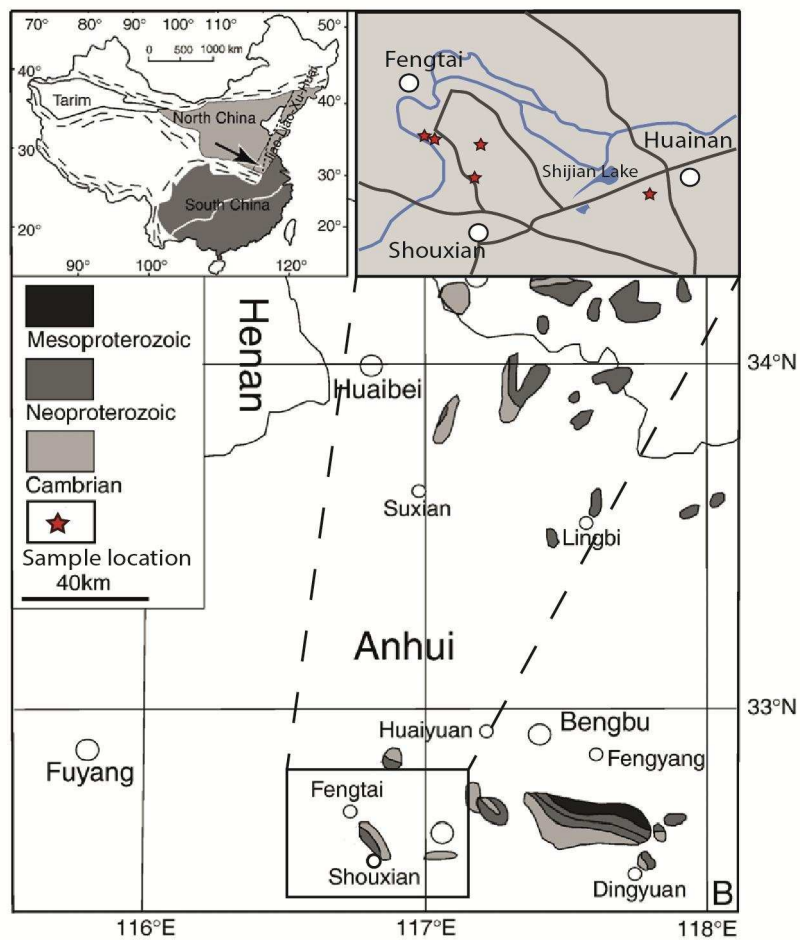 70° 80° 90° 100° 110° 50°
0 500 1000 km
40°
Tarim
North China
40°
30°
30°
South China
20°
20°
90° 100° 120°
Fengtai
Huainan
Shijian Lake
Shouxian
Mesoproterozoic
Neoproterozoic
Cambrian
Sample location
40km
Henan
34°N
Huaibei
Suxian
Lingbi
Anhui
33°N
Huaiyuan
Bengbu
Fengyang
Fuyang
Fengtai
Shouxian
Dingyuan
B
116°E 117°E 118°E